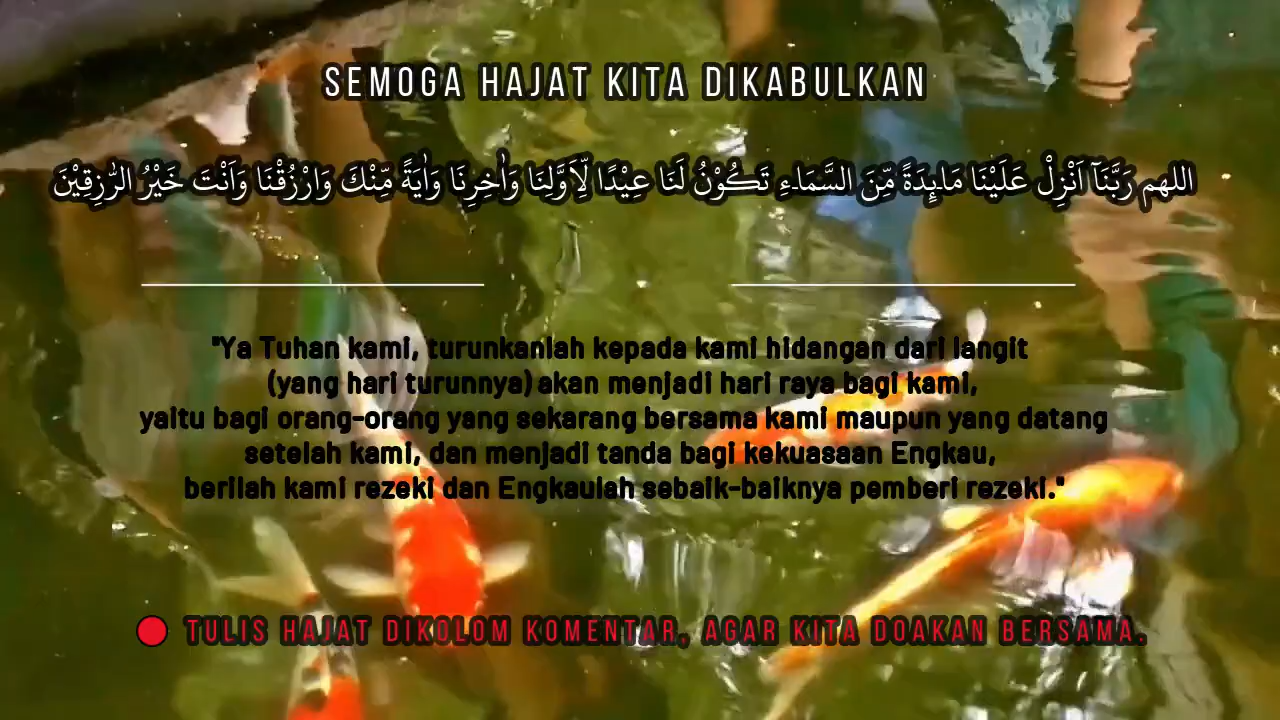 SEMOGA HAJAT KITA DIKABULKAN
اللهم رَبَّنَآ اَنْزِلْ عَلَيْنَا مَاۤىِٕدَةً مِّنَ السَّمَاۤءِ تَكُوْنُ لَنَا عِيْدًا لِّاَوَّلِنَا وَاٰخِرِنَا وَاٰيَةً مِّنْكَ وَارْزُقْنَا وَاَنْتَ خَيْرُ الرّٰزِقِيْنَ
"Ya Tuhan kami, turunkanlah kepada kami hidangan dari langit
(yang hari turunnya) akan menjadi hari raya bagi kami,
yaitu bagi orang-orang yang sekarang bersama kami maupun yang datang
setelah kami, dan menjadi tanda bagi kekuasaan Engkau,
berilah kami rezeki dan Engkaulah sebaik-baiknya pemberi rezeki."
TULIS HAJAT DIKOLOM KOMENTAR, AGAR KITA DOAKAN BERSAMA.